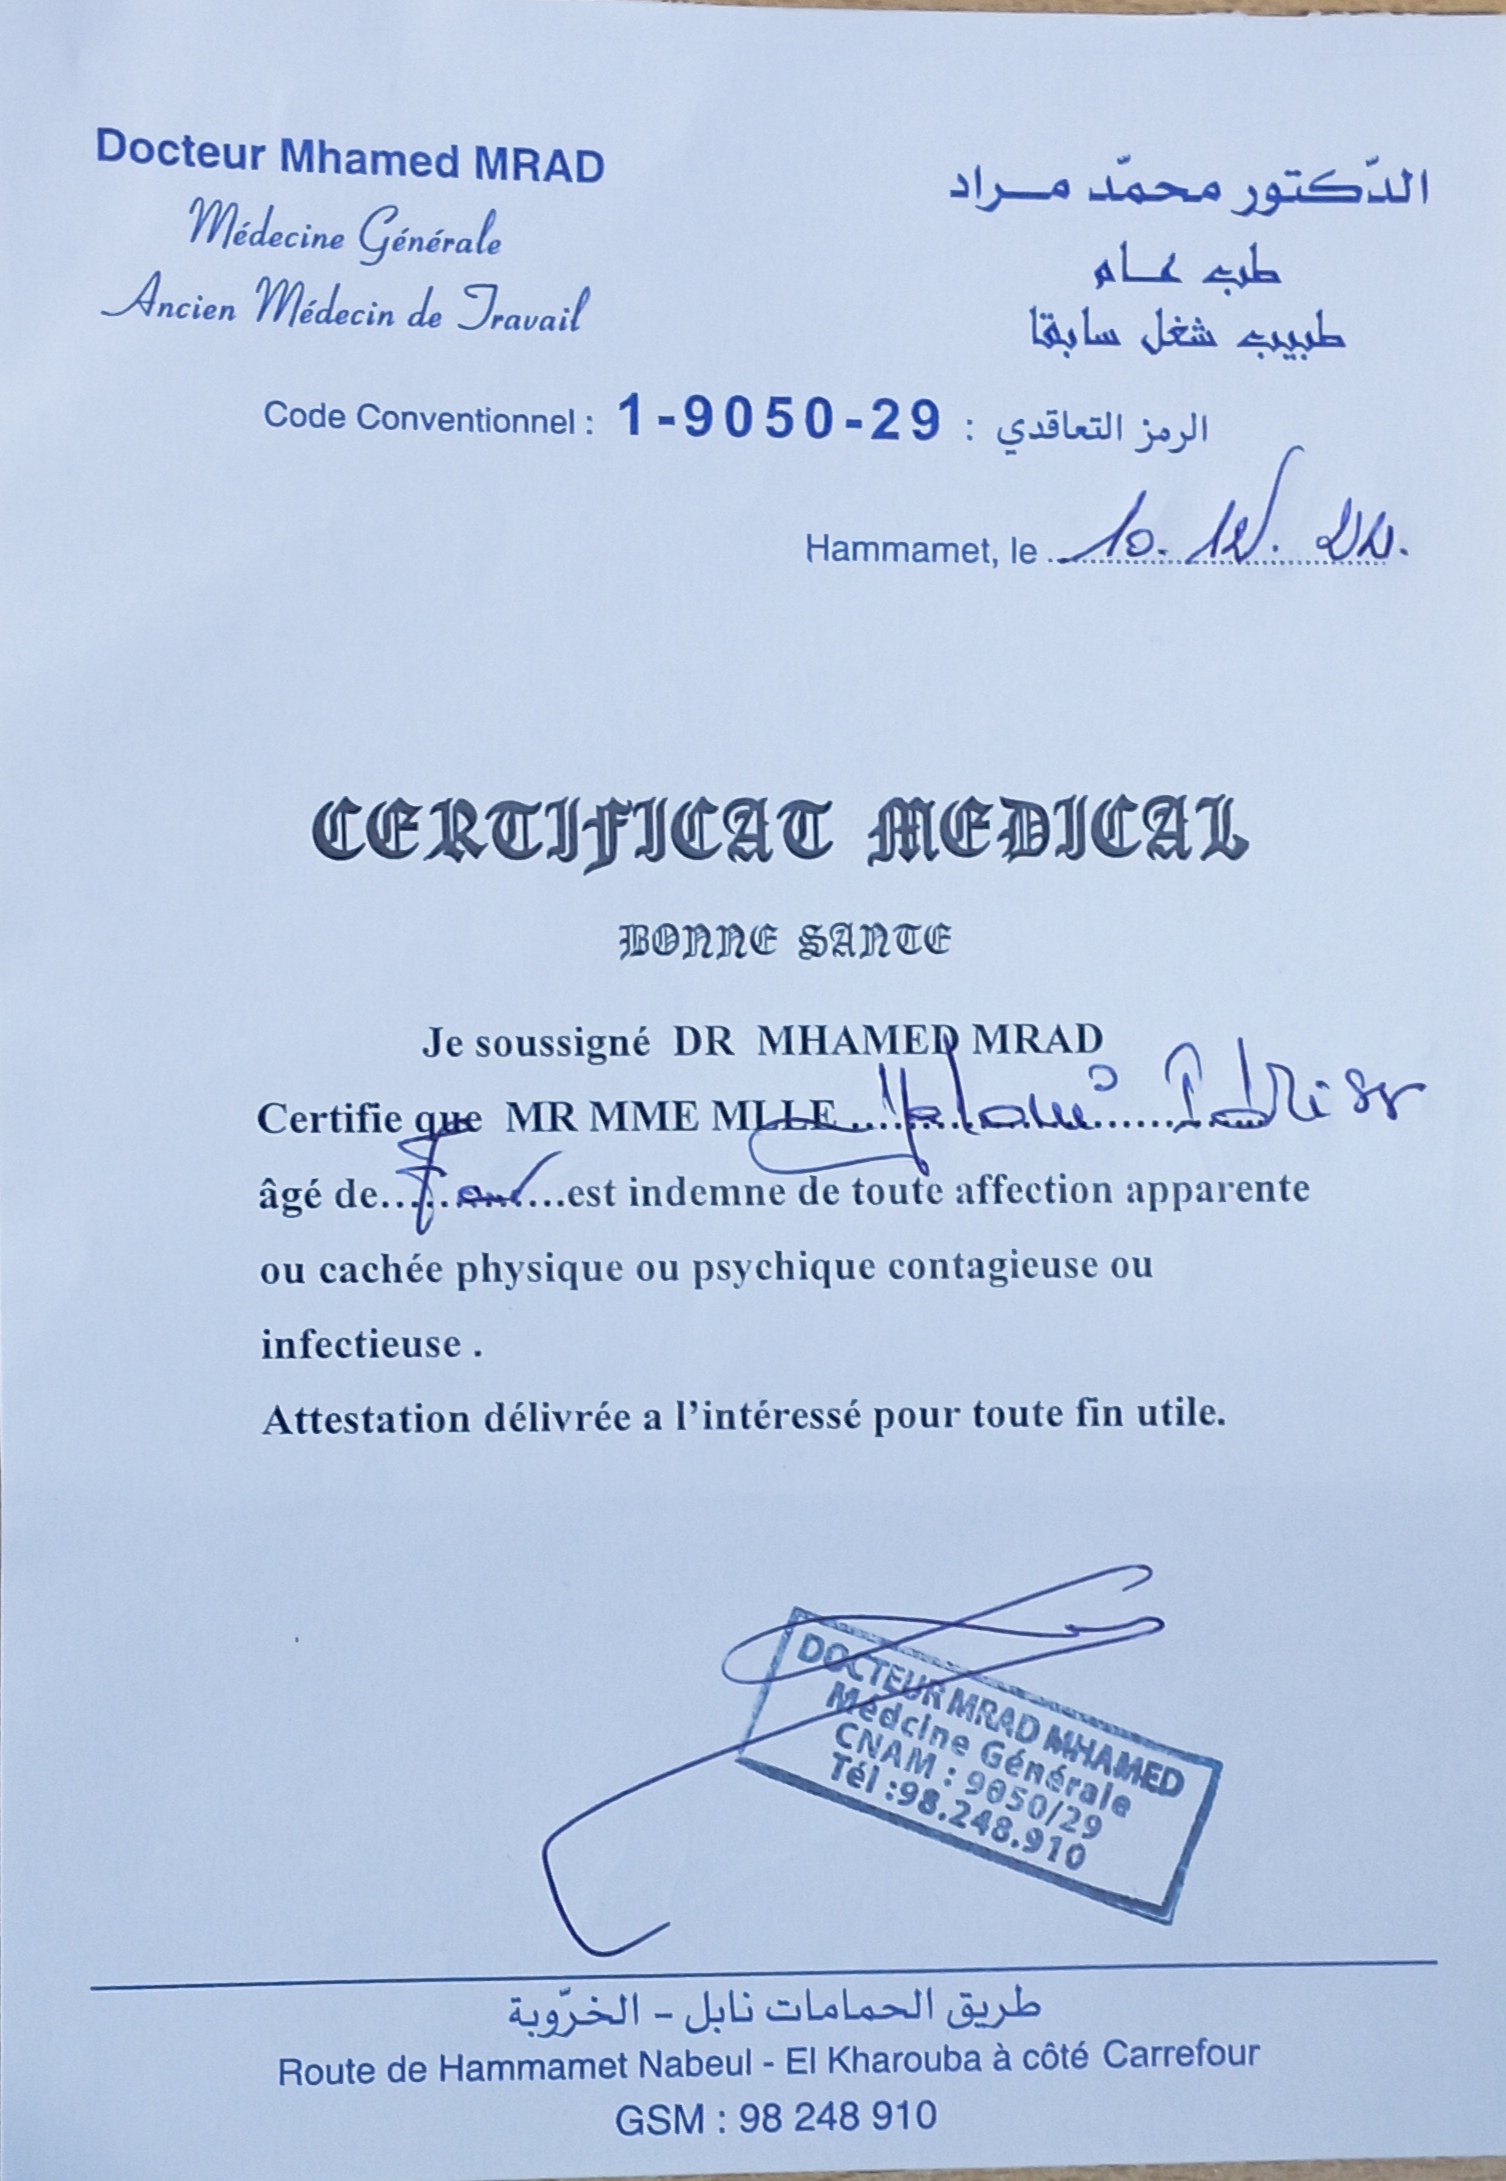 Docteur Mhamed MRAD
Médecine Générale
Ancien Médecin de Travail
الدّكتور محمّد مراد
طب عام
طبيب شغل سابقا
Code Conventionnel : 1-9050-29 : الرمز التعاقدي
Hammamet, le 10. 12. 22.
CERTIFICAT MEDICAL
BONNE SANTE
Je soussigné DR MHAMED MRAD
Certifie que MR MME MLLE ................ Idriss
âgé de............est indemne de toute affection apparente
ou cachée physique ou psychique contagieuse ou
infectieuse .
Attestation délivrée a l'intéressé pour toute fin utile.
DOCTEUR MRAD MHAMED
Médcine Générale
CNAM : 9050/29
Tél :98.248.910
طريق الحمامات نابل - الخرّوبة
Route de Hammamet Nabeul - El Kharouba à côté Carrefour
GSM : 98 248 910